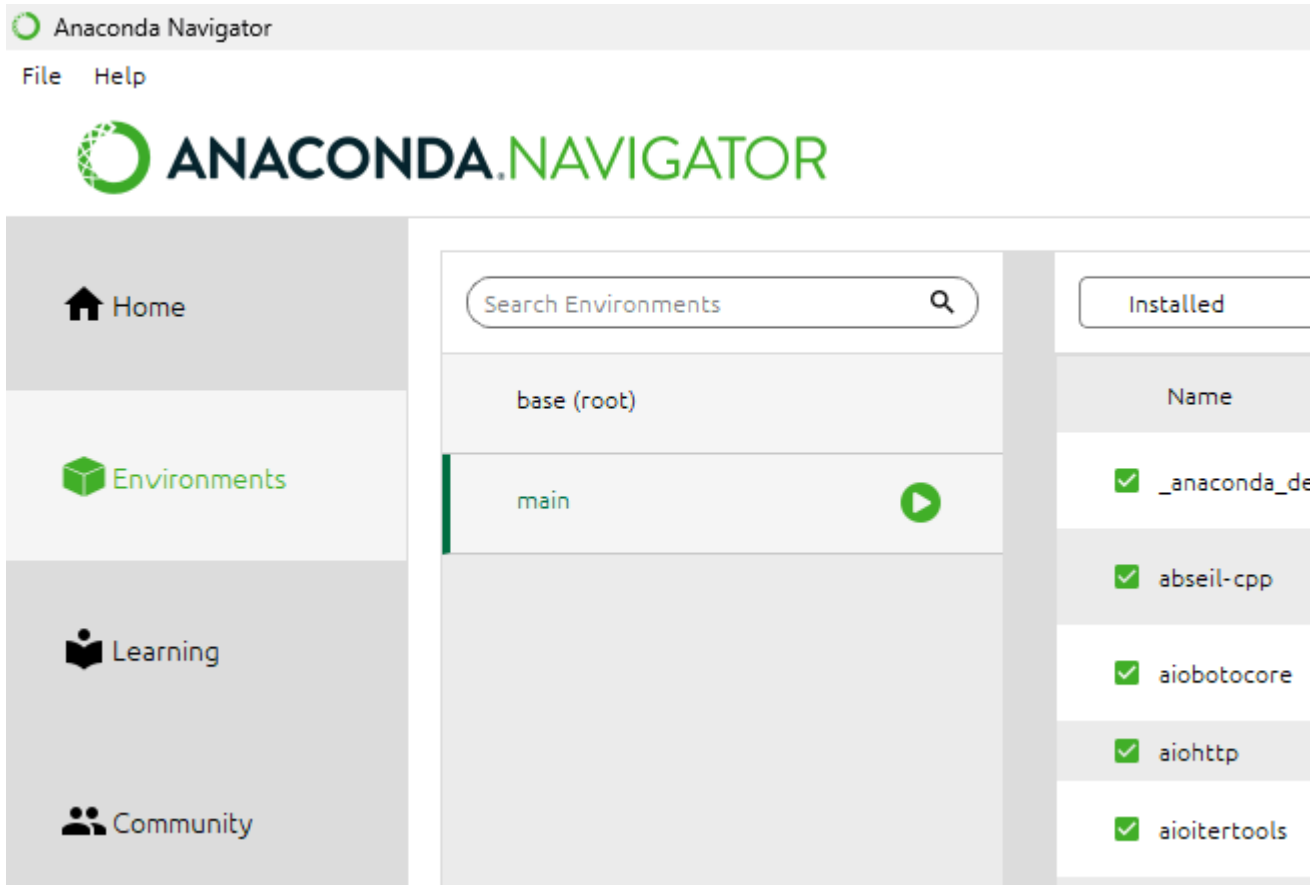 Anaconda Navigator
File Help
ANACONDA.NAVIGATOR
Home
Environments
Learning
Community
Search Environments
base (root)
main
Installed
Name
_anaconda_de
abseil-cpp
aiobotocore
aiohttp
aioitertools